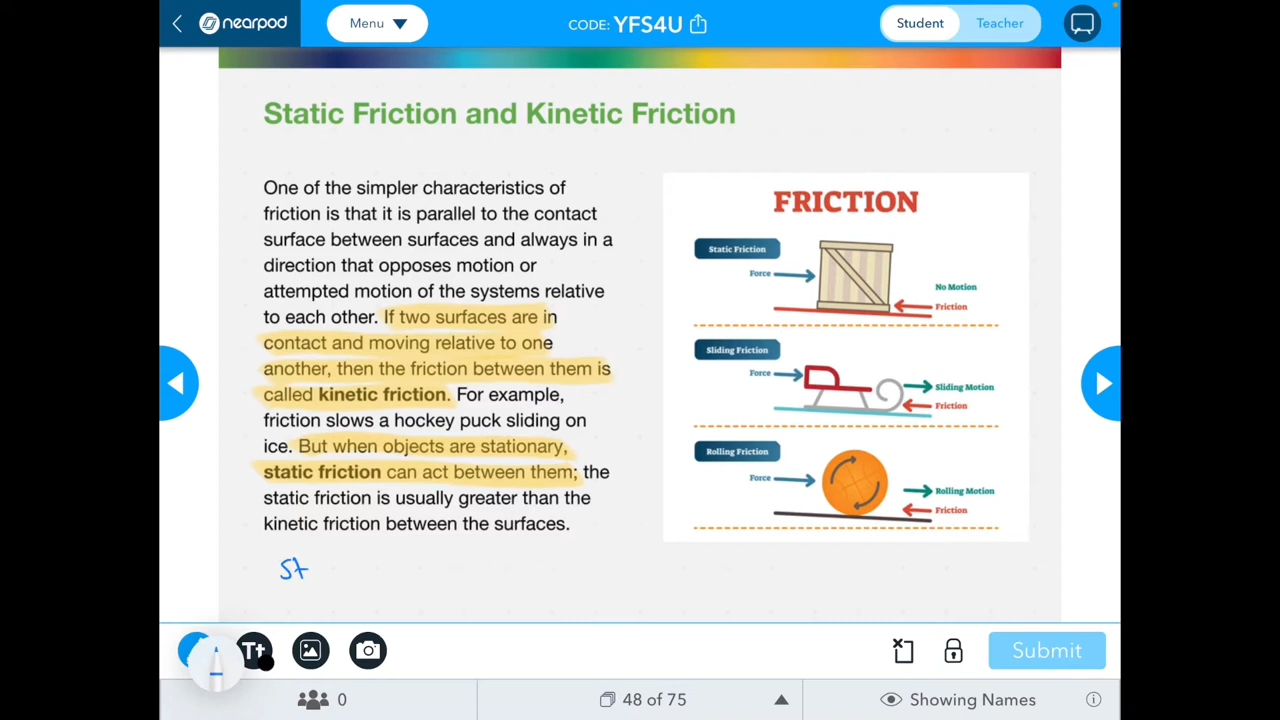 nearpod
Menu
CODE: YFS4U
Student
Teacher
Static Friction and Kinetic Friction
One of the simpler characteristics of
friction is that it is parallel to the contact
surface between surfaces and always in a
direction that opposes motion or
attempted motion of the systems relative
to each other. If two surfaces are in
contact and moving relative to one
another, then the friction between them is
called kinetic friction. For example,
friction slows a hockey puck sliding on
ice. But when objects are stationary,
static friction can act between them; the
static friction is usually greater than the
kinetic friction between the surfaces.
St
FRICTION
Static Friction
Force
No Motion
Friction
Sliding Friction
Force
Sliding Motion
Friction
Rolling Friction
Force
Rolling Motion
Friction
Tt
Submit
0
48 of 75
Showing Names